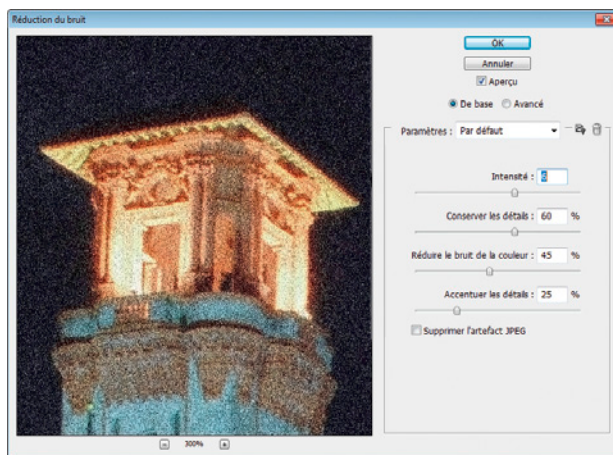 Réduction du bruit
OK
Annuler
Aperçu
De base Avancé
Paramètres : Par défaut
Intensité : 6
Conserver les détails : 60 %
Réduire le bruit de la couleur : 45 %
Accentuer les détails : 25 %
Supprimer l'artefact JPEG
300%